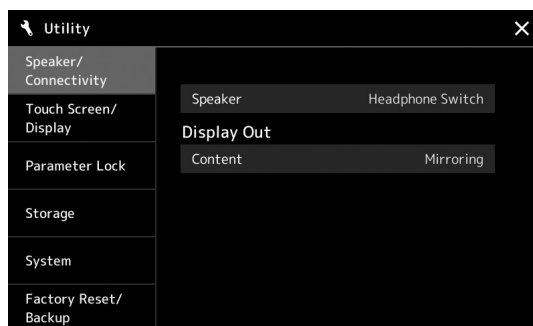 Utility
Speaker/
Connectivity
Touch Screen/
Display
Parameter Lock
Storage
System
Factory Reset/
Backup
Speaker Headphone Switch
Display Out
Content Mirroring